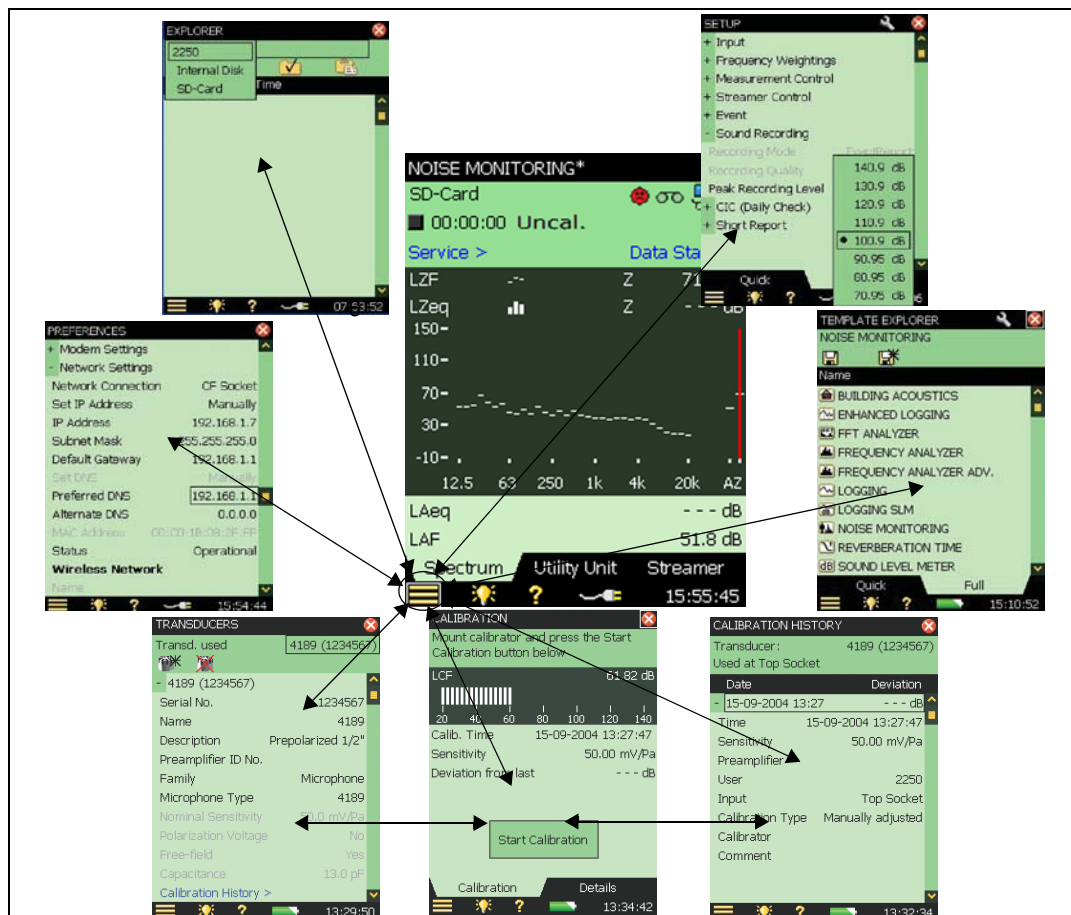 EXPLORER
2250
Internal Disk
SD-Card
Time
07 53:52
SETUP
+ Input
+ Frequency Weightings
+ Measurement Control
+ Streamer Control
+ Event
- Sound Recording
Recording Mode EventReport
Recording Quality
Peak Recording Level
+ CIC (Daily Check)
+ Short Report
140.9 dB
130.9 dB
120.9 dB
110.9 dB
100.9 dB
90.95 dB
80.95 dB
70.95 dB
Quick
NOISE MONITORING*
SD-Card
00:00:00 Uncal.
Service > Data Sta
LZF -.-- Z 71
LZeq Z - - - dB
150-
110-
70-
30-
-10-
12.5 63 250 1k 4k 20k AZ
LAeq - - - dB
LAF 51.8 dB
Spectrum Utility Unit Streamer
? 15:55:45
PREFERENCES
+ Modem Settings
- Network Settings
Network Connection CF Socket
Set IP Address Manually
IP Address 192.168.1.7
Subnet Mask 255.255.255.0
Default Gateway 192.168.1.1
Set DNS Manually
Preferred DNS 192.168.1.1
Alternate DNS 0.0.0.0
MAC Address
Status Operational
Wireless Network
Name
? 15:54:44
TEMPLATE EXPLORER
NOISE MONITORING
Name
BUILDING ACOUSTICS
ENHANCED LOGGING
FFT ANALYZER
FREQUENCY ANALYZER
FREQUENCY ANALYZER ADV.
LOGGING
LOGGING SLM
NOISE MONITORING
REVERBERATION TIME
SOUND LEVEL METER
Quick Full
? 15:10:52
TRANSDUCERS
Transd. used 4189 (1234567)
- 4189 (1234567)
Serial No. 1234567
Name 4189
Description Prepolarized 1/2"
Preamplifier ID No.
Family Microphone
Microphone Type 4189
Nominal Sensitivity 50.0 mV/Pa
Polarization Voltage No
Free-field Yes
Capacitance 13.0 pF
Calibration History >
? 13:29:50
CALIBRATION
Mount calibrator and press the Start
Calibration button below
LCF 61.82 dB
20 40 60 80 100 120 140
Calib. Time 15-09-2004 13:27:47
Sensitivity 50.00 mV/Pa
Deviation from last - - - dB
Start Calibration
Calibration Details
? 13:34:42
CALIBRATION HISTORY
Transducer: 4189 (1234567)
Used at Top Socket
Date Deviation
- 15-09-2004 13:27 - - - dB
Time 15-09-2004 13:27:47
Sensitivity 50.00 mV/Pa
Preamplifier
User 2250
Input Top Socket
Calibration Type Manually adjusted
Calibrator
Comment
? 13:32:34